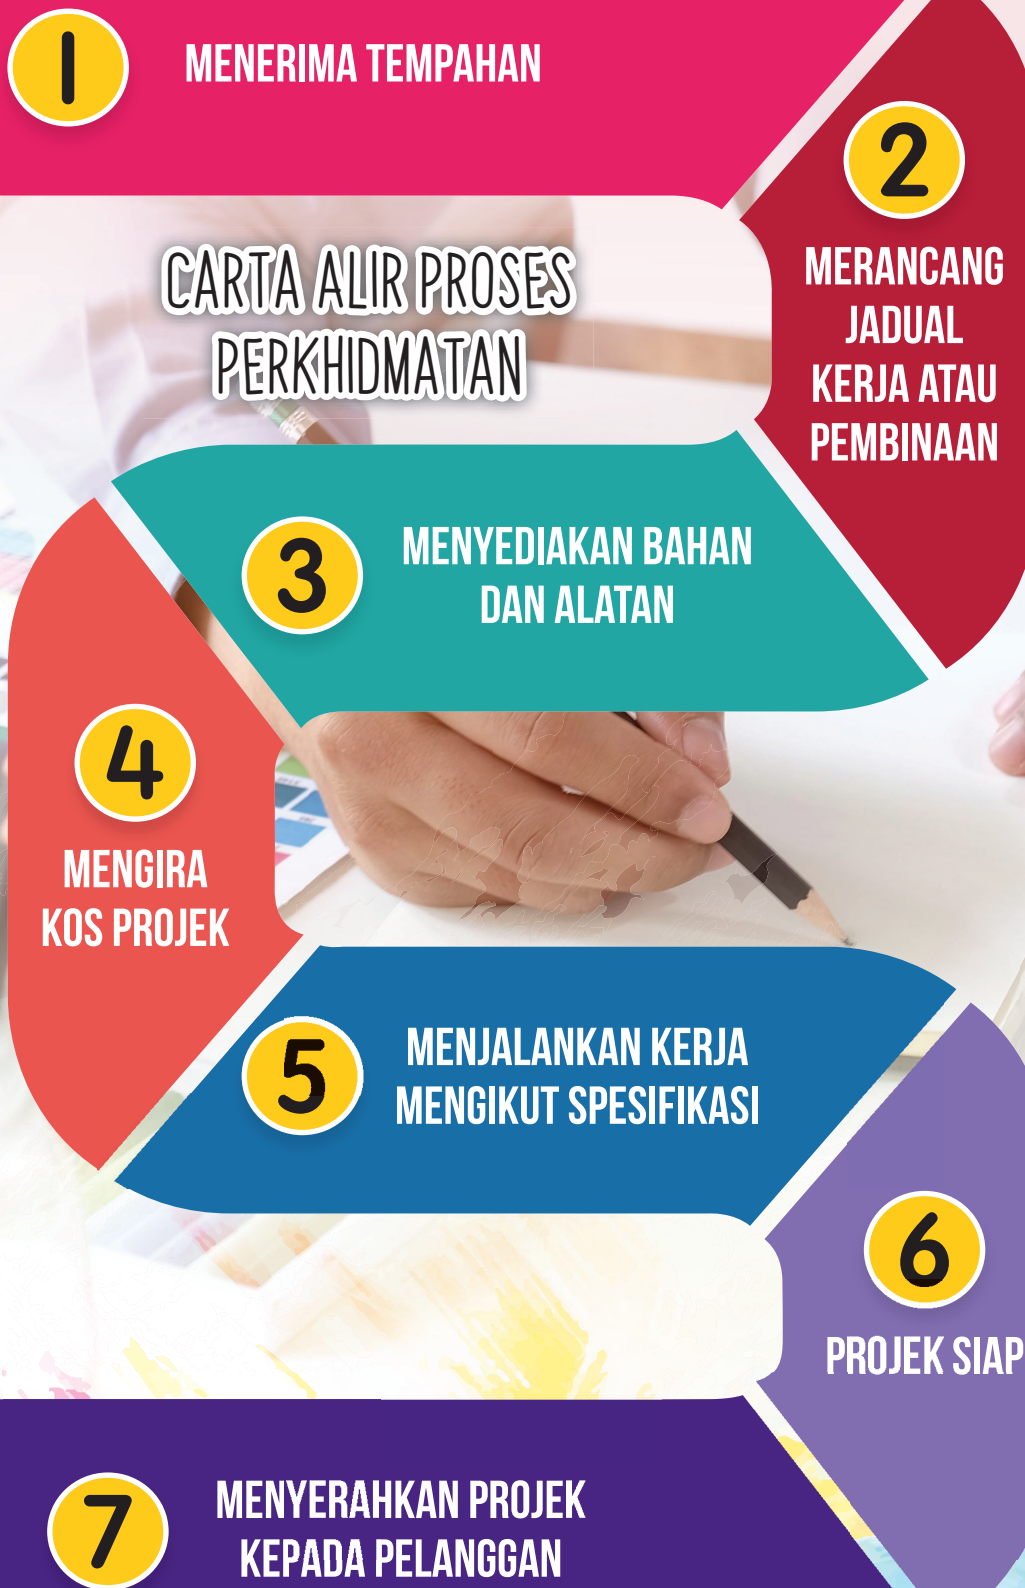 1
MENERIMA TEMPAHAN
2
MERANCANG
JADUAL
KERJA ATAU
PEMBINAAN
CARTA ALIR PROSES
PERKHIDMATAN
3
MENYEDIAKAN BAHAN
DAN ALATAN
4
MENGIRA
KOS PROJEK
5
MENJALANKAN KERJA
MENGIKUT SPESIFIKASI
6
PROJEK SIAP
7
MENYERAHKAN PROJEK
KEPADA PELANGGAN